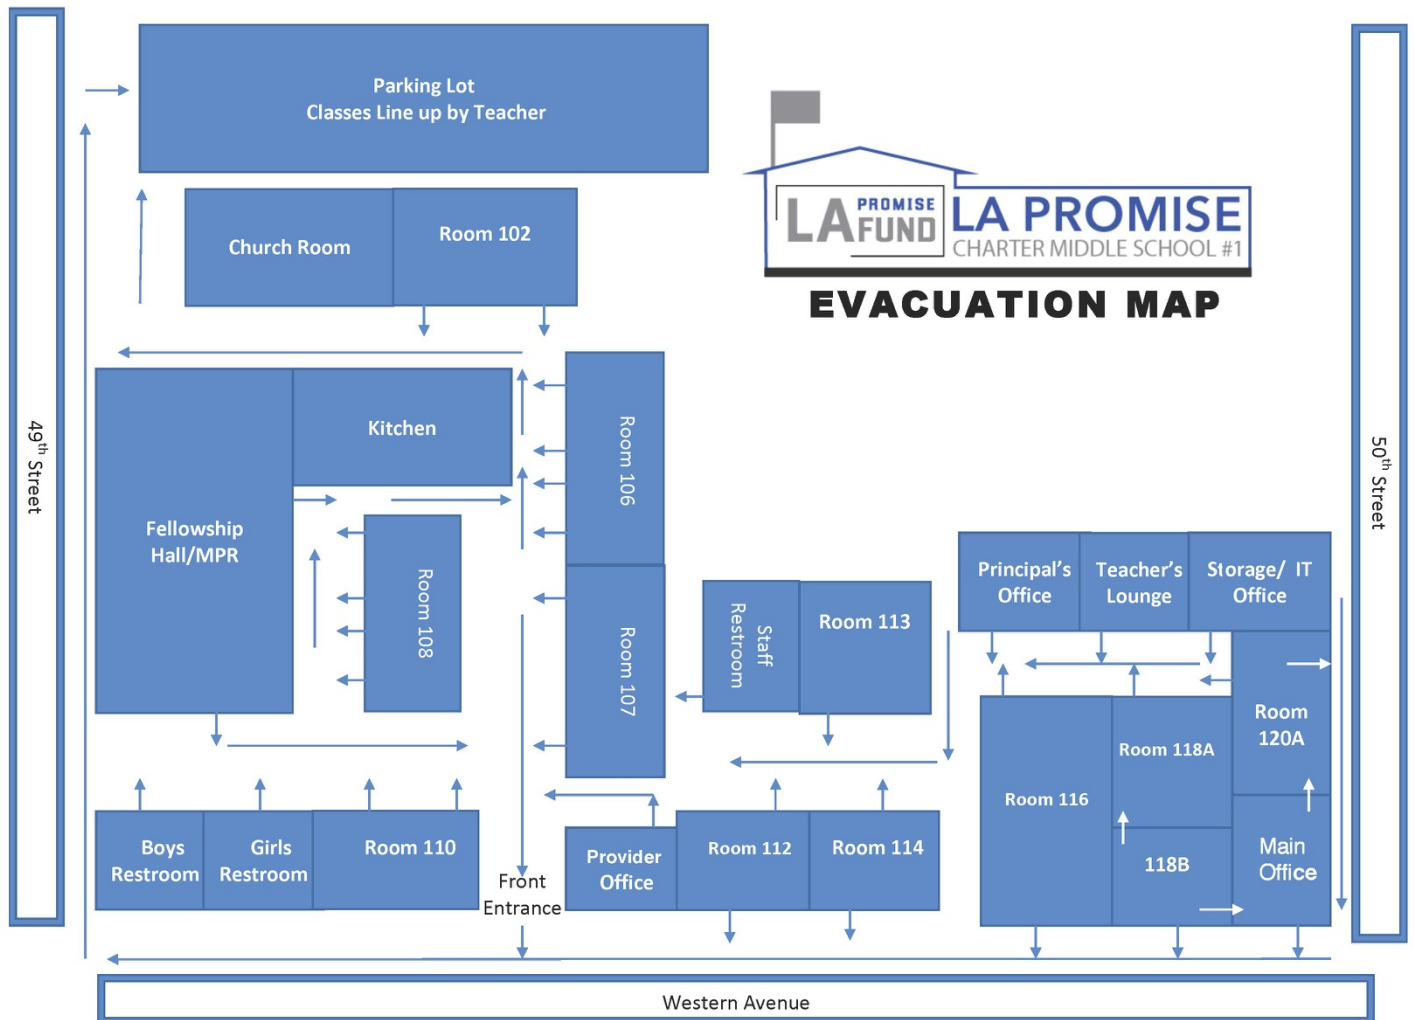 Parking Lot
Classes Line up by Teacher
LA PROMISE FUND
LA PROMISE
CHARTER MIDDLE SCHOOL #1
EVACUATION MAP
Church Room
Room 102
49th Street
Kitchen
Room 106
50th Street
Fellowship
Hall/MPR
Room 108
Room 107
Staff
Restroom
Room 113
Principal's
Office
Teacher's
Lounge
Storage/ IT
Office
Room
120A
Room 118A
Room 116
Boys
Restroom
Girls
Restroom
Room 110
Front
Entrance
Provider
Office
Room 112
Room 114
118B
Main
Office
Western Avenue